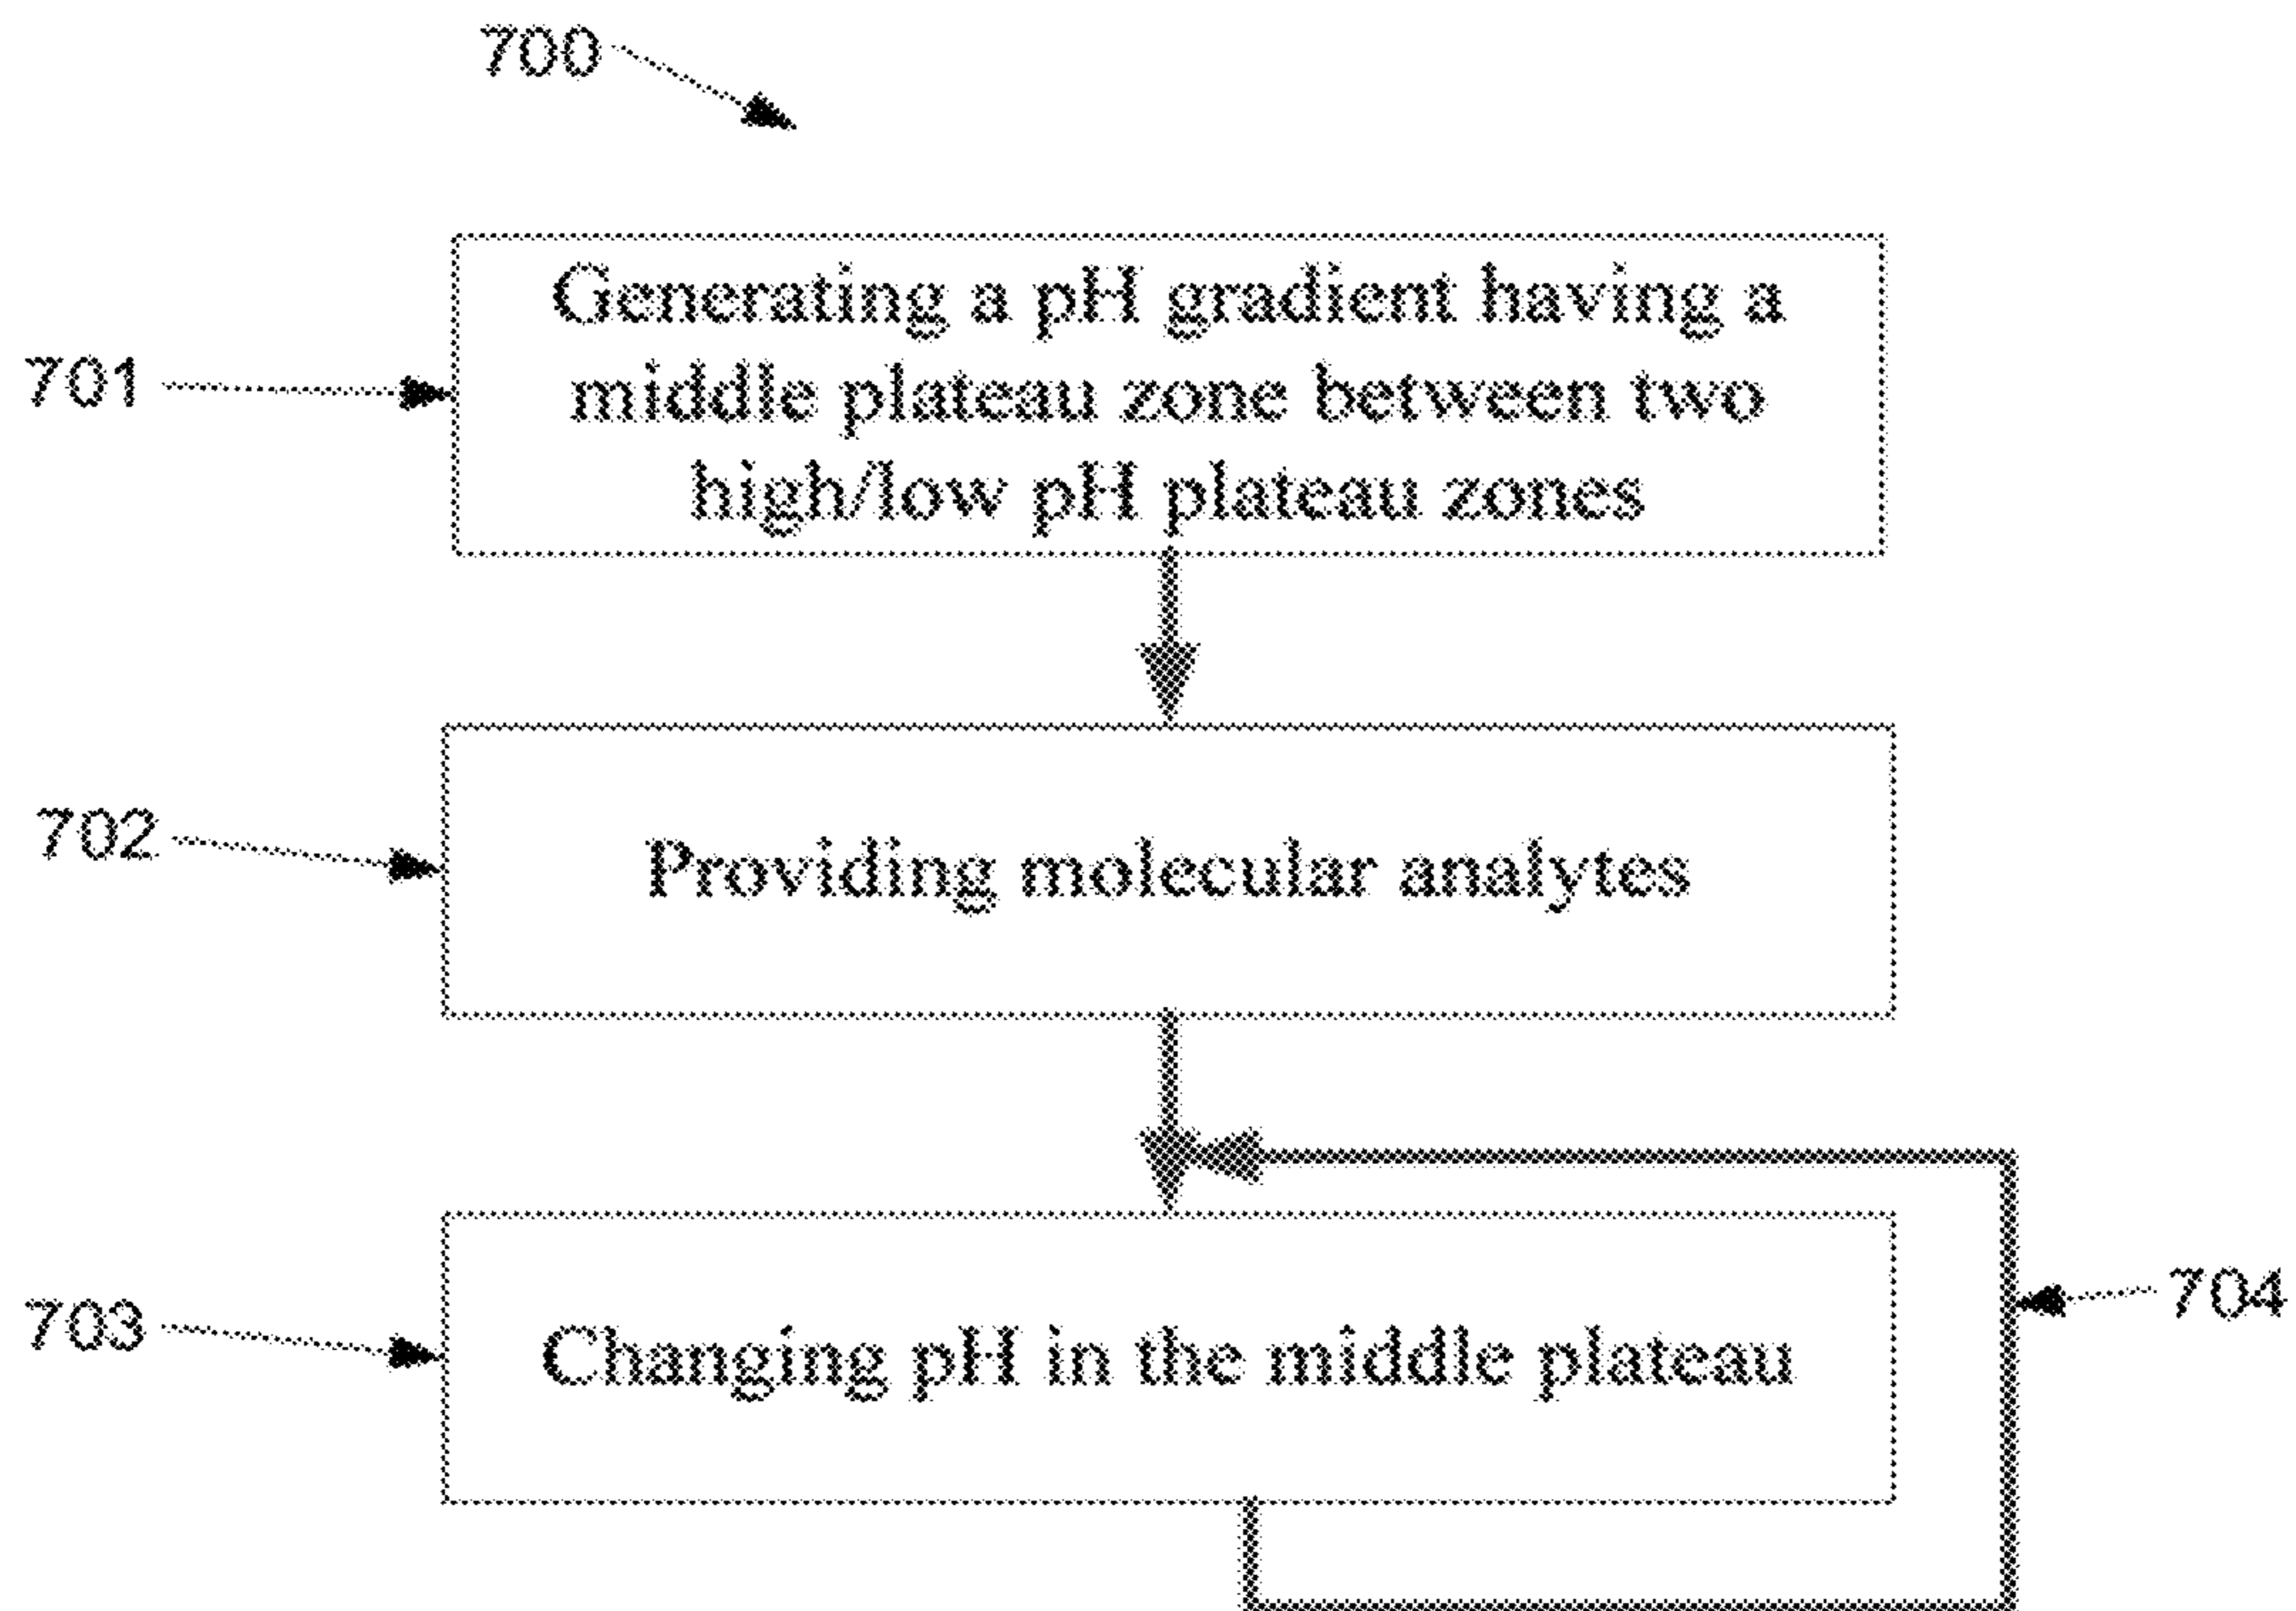 700
701
Generating a pH gradient having a
middle plateau zone between two
high/low pH plateau zones
702
Providing molecular analytes
703
Changing pH in the middle plateau
704